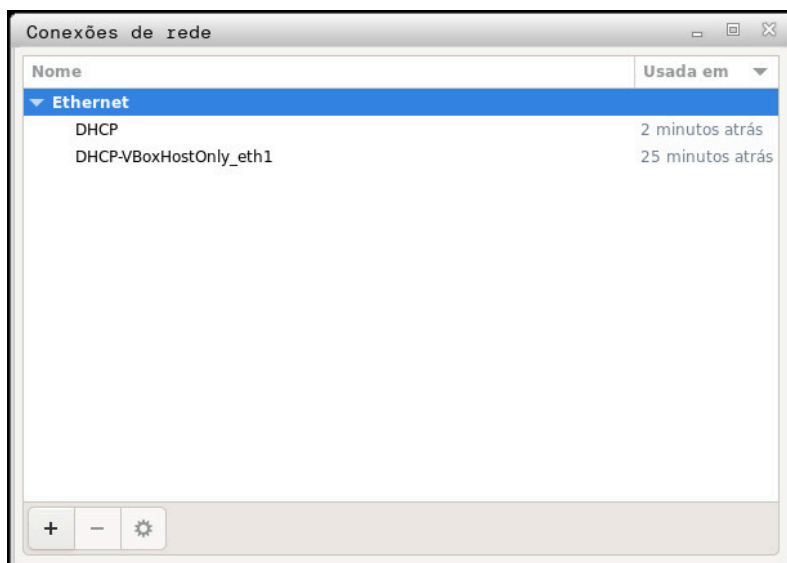 Conexões de rede
Nome Usada em
Ethernet
DHCP 2 minutos atrás
DHCP-VBoxHostOnly_eth1 25 minutos atrás